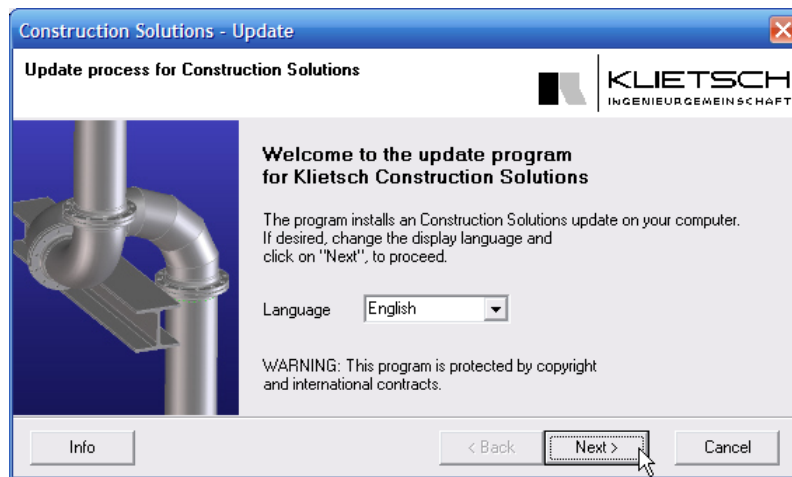 Construction Solutions - Update
Update process for Construction Solutions
KLIETSCH
INGENIEURGEMEINSCHAFT
Welcome to the update program
for Klietsch Construction Solutions
The program installs an Construction Solutions update on your computer.
If desired, change the display language and
click on "Next", to proceed.
Language English
WARNING: This program is protected by copyright
and international contracts.
Info < Back Next > Cancel